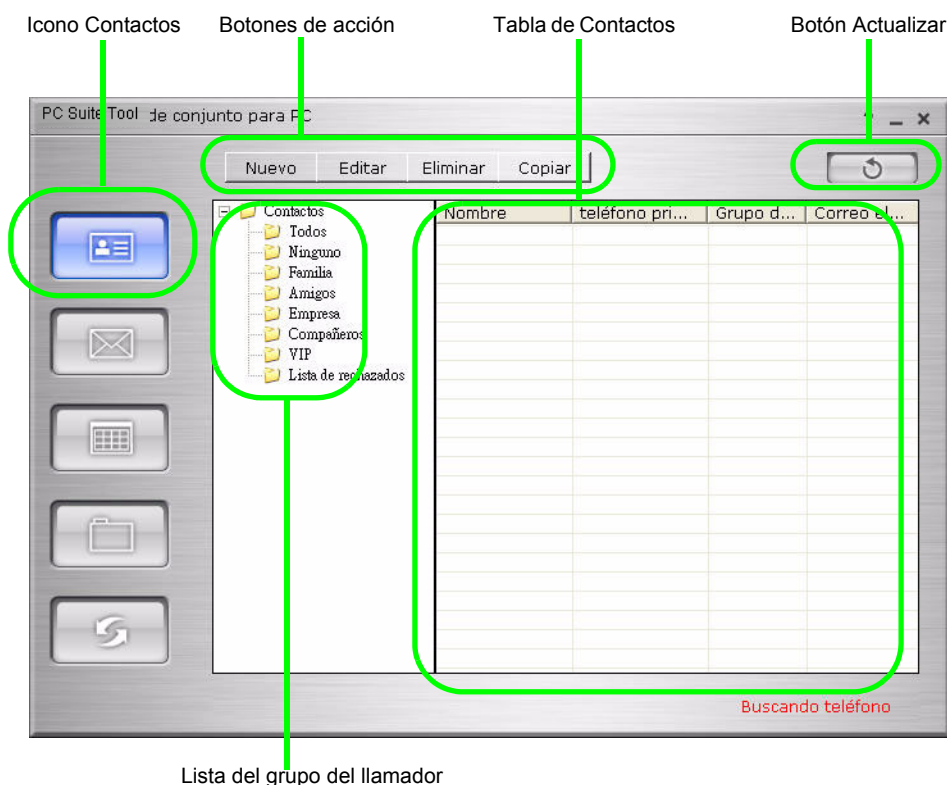 Icono Contactos Botones de acción Tabla de Contactos Botón Actualizar
PC Suite Tool de conjunto para PC
Nuevo Editar Eliminar Copiar
Contactos
Todos
Ninguno
Familia
Amigos
Empresa
Compañeros
VIP
Lista de rechazados
Nombre teléfono pri... Grupo d... Correo el...
Buscando teléfono
Lista del grupo del llamador